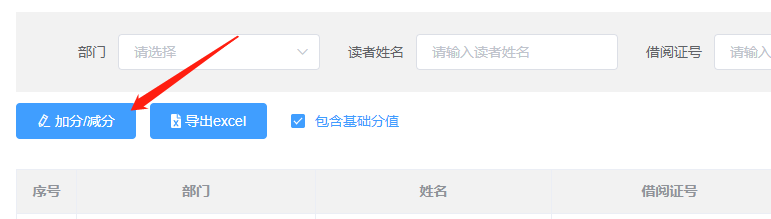 部门 请选择 读者姓名 请输入读者姓名 借阅证号 请输入
加分/减分 导出excel 包含基础分值
序号 部门 姓名 借阅证号